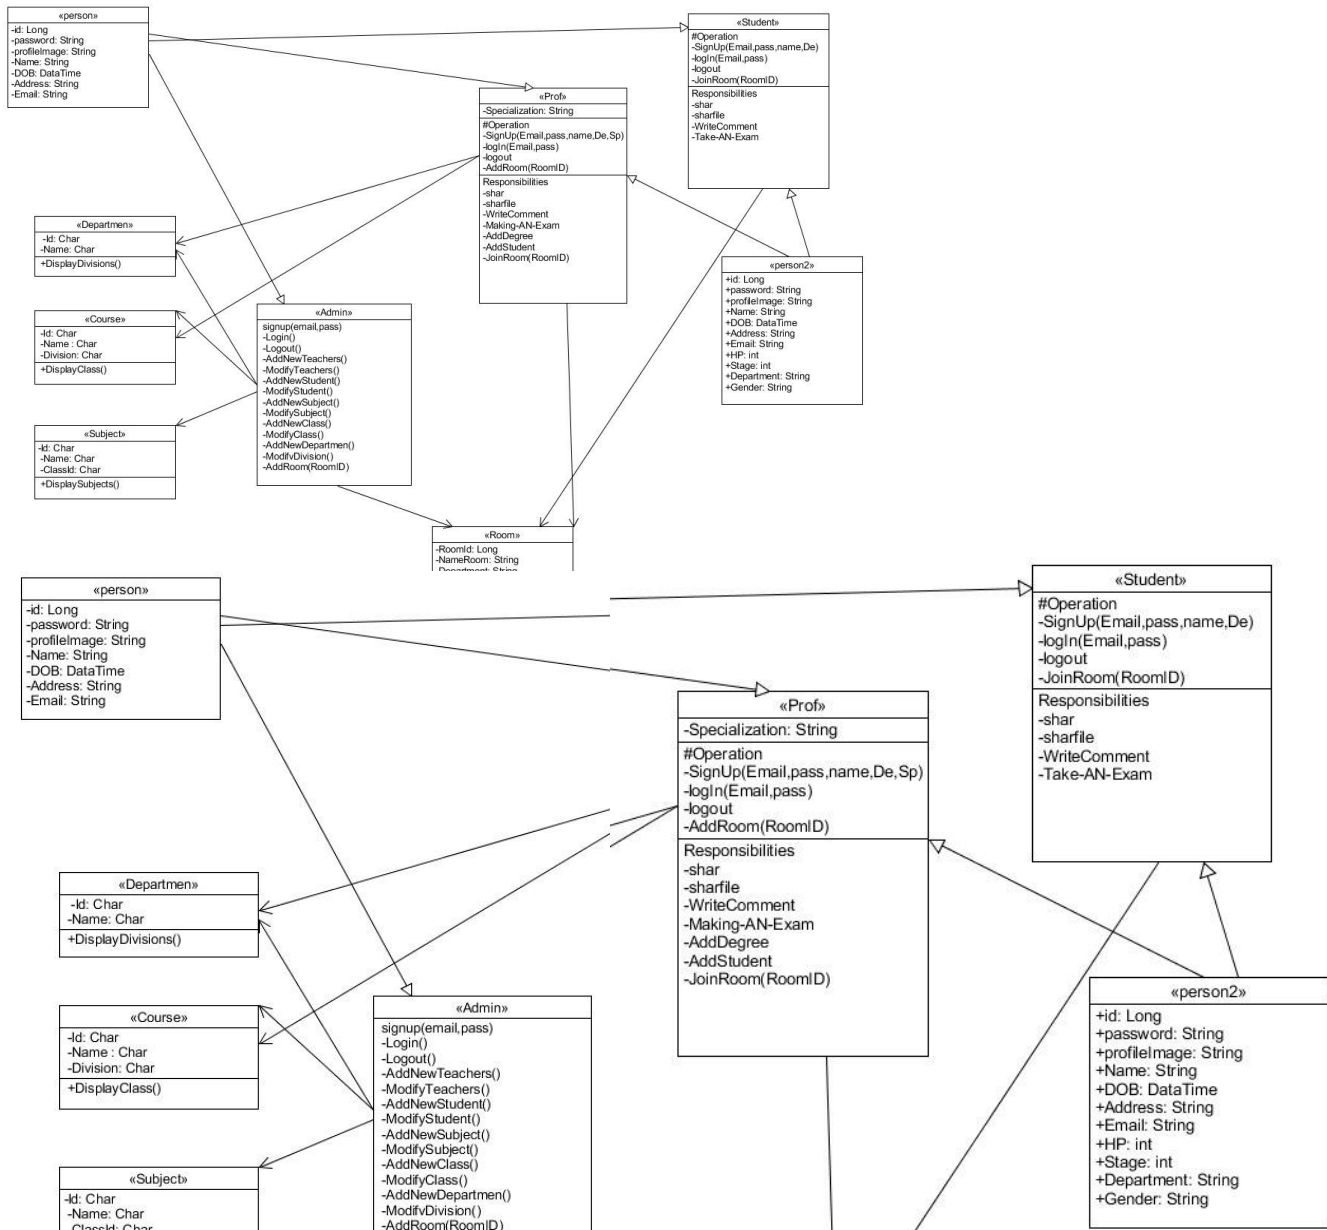 «person»
-id: Long
-password: String
-profileImage: String
-Name: String
-DOB: DataTime
-Address: String
-Email: String
«Student»
#Operation
-SignUp(Email,pass,name,De)
-logIn(Email,pass)
-logout
-JoinRoom(RoomID)
Responsibilities
-shar
-sharfile
-WriteComment
-Take-AN-Exam
«Prof»
-Specialization: String
#Operation
-SignUp(Email,pass,name,De,Sp)
-logIn(Email,pass)
-logout
-AddRoom(RoomID)
Responsibilities
-shar
-sharfile
-WriteComment
-Making-AN-Exam
-AddDegree
-AddStudent
-JoinRoom(RoomID)
«Departmen»
-Id: Char
-Name: Char
+DisplayDivisions()
«person2»
+id: Long
+password: String
+profileImage: String
+Name: String
+DOB: DataTime
+Address: String
+Email: String
+HP: int
+Stage: int
+Department: String
+Gender: String
«Course»
-Id: Char
-Name : Char
-Division: Char
+DisplayClass()
«Admin»
signup(email,pass)
-Login()
-Logout()
-AddNewTeachers()
-ModifyTeachers()
-AddNewStudent()
-ModifyStudent()
-AddNewSubject()
-ModifySubject()
-AddNewClass()
-ModifyClass()
-AddNewDepartmen()
-ModifvDivision()
-AddRoom(RoomID)
«Subject»
-Id: Char
-Name: Char
-ClassId: Char
+DisplaySubjects()
«Room»
-RoomId: Long
-NameRoom: String
-Department: String
«person»
-id: Long
-password: String
-profileImage: String
-Name: String
-DOB: DataTime
-Address: String
-Email: String
«Student»
#Operation
-SignUp(Email,pass,name,De)
-logIn(Email,pass)
-logout
-JoinRoom(RoomID)
Responsibilities
-shar
-sharfile
-WriteComment
-Take-AN-Exam
«Prof»
-Specialization: String
#Operation
-SignUp(Email,pass,name,De,Sp)
-logIn(Email,pass)
-logout
-AddRoom(RoomID)
Responsibilities
-shar
-sharfile
-WriteComment
-Making-AN-Exam
-AddDegree
-AddStudent
-JoinRoom(RoomID)
«Departmen»
-Id: Char
-Name: Char
+DisplayDivisions()
«person2»
+id: Long
+password: String
+profileImage: String
+Name: String
+DOB: DataTime
+Address: String
+Email: String
+HP: int
+Stage: int
+Department: String
+Gender: String
«Course»
-Id: Char
-Name : Char
-Division: Char
+DisplayClass()
«Admin»
signup(email,pass)
-Login()
-Logout()
-AddNewTeachers()
-ModifyTeachers()
-AddNewStudent()
-ModifyStudent()
-AddNewSubject()
-ModifySubject()
-AddNewClass()
-ModifyClass()
-AddNewDepartmen()
-ModifvDivision()
-AddRoom(RoomID)
«Subject»
-Id: Char
-Name: Char
-ClassId: Char